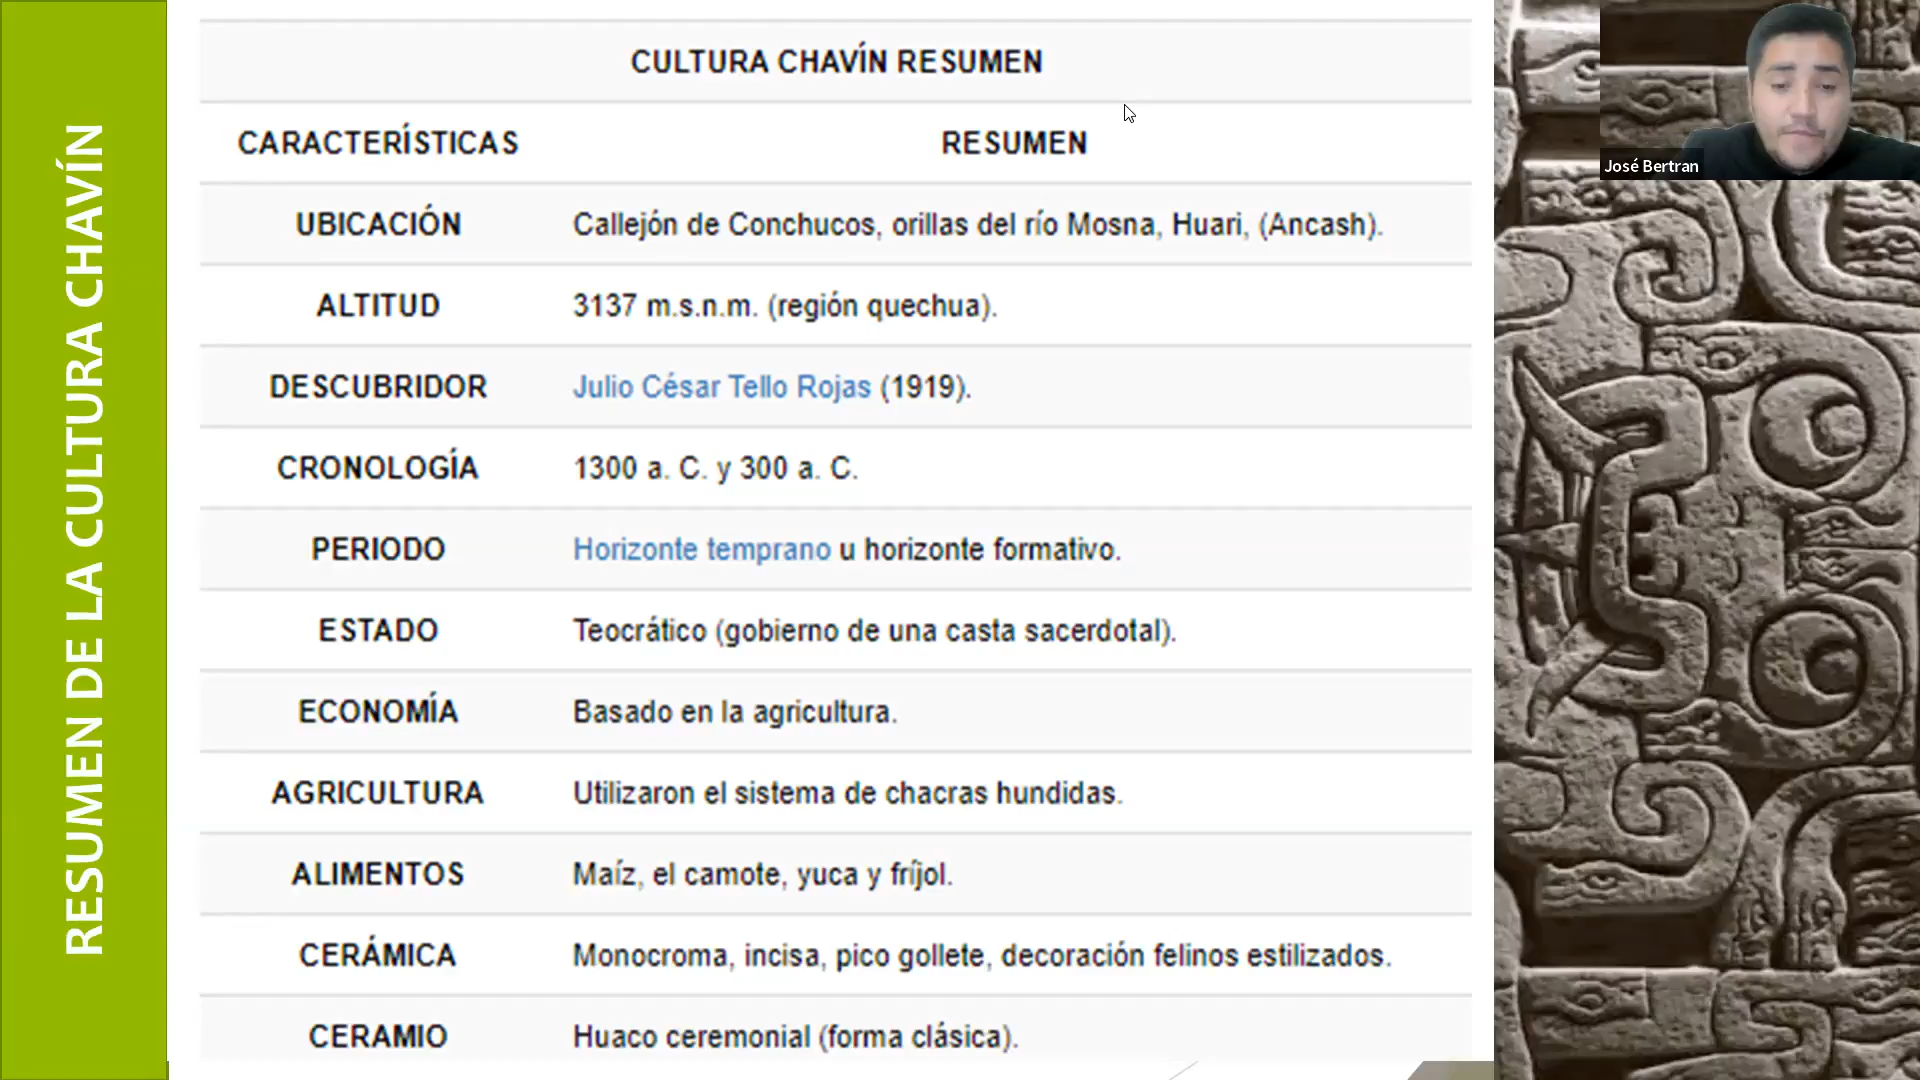 RESUMEN DE LA CULTURA CHAVÍN
CULTURA CHAVÍN RESUMEN
CARACTERÍSTICAS RESUMEN
UBICACIÓN Callejón de Conchucos, orillas del río Mosna, Huari, (Ancash).
ALTITUD 3137 m.s.n.m. (región quechua).
DESCUBRIDOR Julio César Tello Rojas (1919).
CRONOLOGÍA 1300 a. C. y 300 a. C.
PERIODO Horizonte temprano u horizonte formativo.
ESTADO Teocrático (gobierno de una casta sacerdotal).
ECONOMÍA Basado en la agricultura.
AGRICULTURA Utilizaron el sistema de chacras hundidas.
ALIMENTOS Maíz, el camote, yuca y fríjol.
CERÁMICA Monocroma, incisa, pico gollete, decoración felinos estilizados.
CERAMIO Huaco ceremonial (forma clásica).
José Bertran